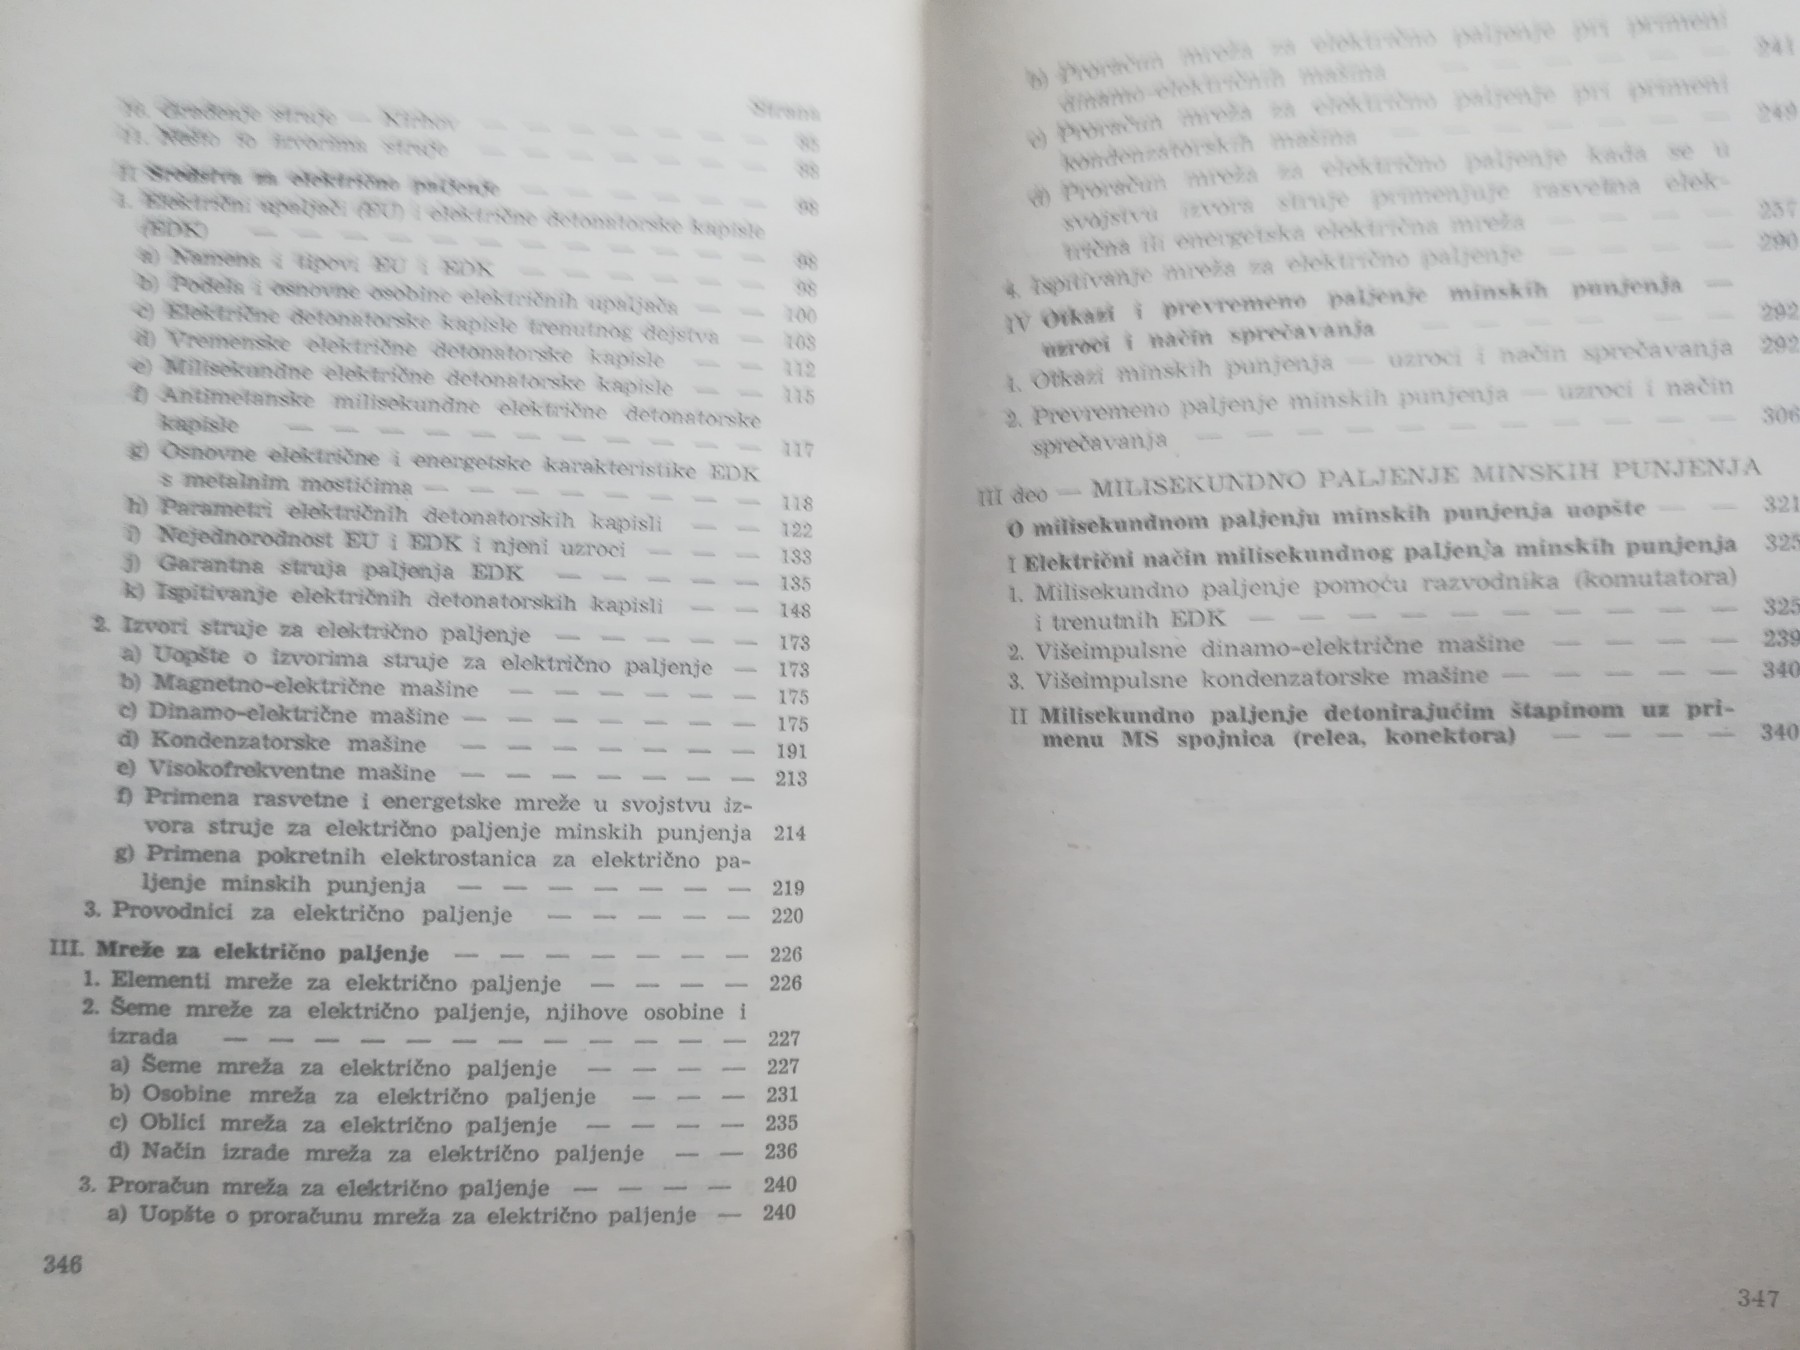 Strana
10. Građenje struje — Kirhov — — — — — — 85
11. Nešto o izvorima struje — — — — — — 88
II Sredstva za električno paljenje — — — — — 98
1. Električni upaljači (EU) i električne detonatorske kapisle
(EDK) — — — — — — — — — — — 98
a) Namena i tipovi EU i EDK — — — — — 98
b) Podela i osnovne osobine električnih upaljača — — 100
c) Električne detonatorske kapisle trenutnog dejstva — 108
d) Vremenske električne detonatorske kapisle — — 112
e) Milisekundne električne detonatorske kapisle — — 115
f) Antimetanske milisekundne električne detonatorske
kapisle — — — — — — — — — — — 117
g) Osnovne električne i energetske karakteristike EDK
s metalnim mostićima — — — — — — — — 118
h) Parametri električnih detonatorskih kapisli — — 122
i) Nejednorodnost EU i EDK i njeni uzroci — — — 133
j) Garantna struja paljenja EDK — — — — — 135
k) Ispitivanje električnih detonatorskih kapisli — — 148
2. Izvori struje za električno paljenje — — — — — 173
a) Uopšte o izvorima struje za električno paljenje — 173
b) Magnetno-električne mašine — — — — — — 175
c) Dinamo-električne mašine — — — — — — — 175
d) Kondenzatorske mašine — — — — — — — 191
e) Visokofrekventne mašine — — — — — — — 213
f) Primena rasvetne i energetske mreže u svojstvu iz-
vora struje za električno paljenje minskih punjenja 214
g) Primena pokretnih elektrostanica za električno pa-
ljenje minskih punjenja — — — — — — — 219
3. Provodnici za električno paljenje — — — — — 220
III. Mreže za električno paljenje — — — — — — — 226
1. Elementi mreže za električno paljenje — — — — 226
2. Šeme mreže za električno paljenje, njihove osobine i
izrada — — — — — — — — — — — — 227
a) Šeme mreža za električno paljenje — — — — 227
b) Osobine mreža za električno paljenje — — — 231
c) Oblici mreža za električno paljenje — — — — 235
d) Način izrade mreža za električno paljenje — — 236
3. Proračun mreža za električno paljenje — — — — 240
a) Uopšte o proračunu mreža za električno paljenje — 240
346
b) Proračun mreža za električno paljenje pri primeni
dinamo-električnih mašina — — — — — — — 241
c) Proračun mreža za električno paljenje pri primeni
kondenzatorskih mašina — — — — — — — — 249
d) Proračun mreža za električno paljenje kada se u
svojstvu izvora struje primenjuje rasvetna elek-
trična ili energetska električna mreža — — — — 257
4. Ispitivanje mreža za električno paljenje — — — — 290
IV Otkazi i prevremeno paljenje minskih punjenja —
uzroci i način sprečavanja — — — — — — — 292
1. Otkazi minskih punjenja — uzroci i način sprečavanja 292
2. Prevremeno paljenje minskih punjenja — uzroci i način
sprečavanja — — — — — — — — — — — — 306
III deo — MILISEKUNDNO PALJENJE MINSKIH PUNJENJA
O milisekundnom paljenju minskih punjenja uopšte — — 321
I Električni način milisekundnog paljenja minskih punjenja 325
1. Milisekundno paljenje pomoću razvodnika (komutatora)
i trenutnih EDK — — — — — — — — — — — 325
2. Višeimpulsne dinamo-električne mašine — — — — 239
3. Višeimpulsne kondenzatorske mašine — — — — — 340
II Milisekundno paljenje detonirajućim štapinom uz pri-
menu MS spojnica (relea, konektora) — — — — 340
347